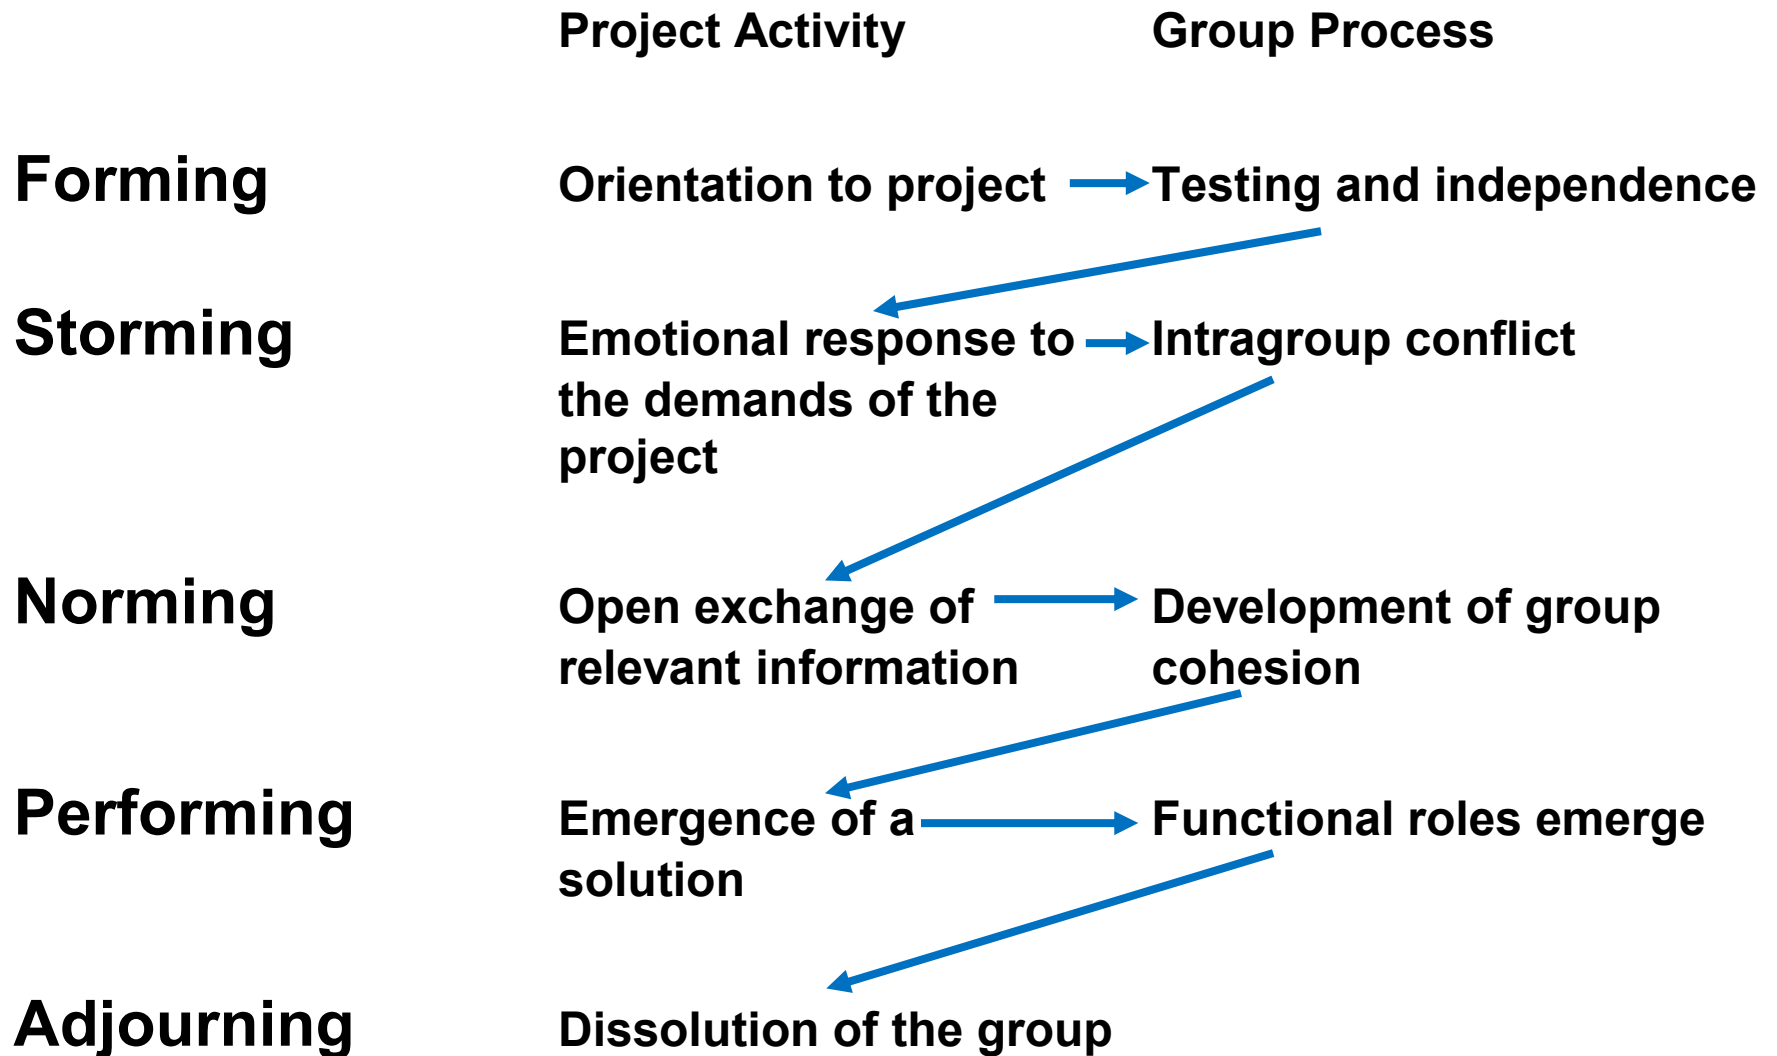 Project Activity Group Process
Forming Orientation to project Testing and independence
Storming Emotional response to Intragroup conflict
the demands of the
project
Norming Open exchange of Development of group
relevant information cohesion
Performing Emergence of a Functional roles emerge
solution
Adjourning Dissolution of the group